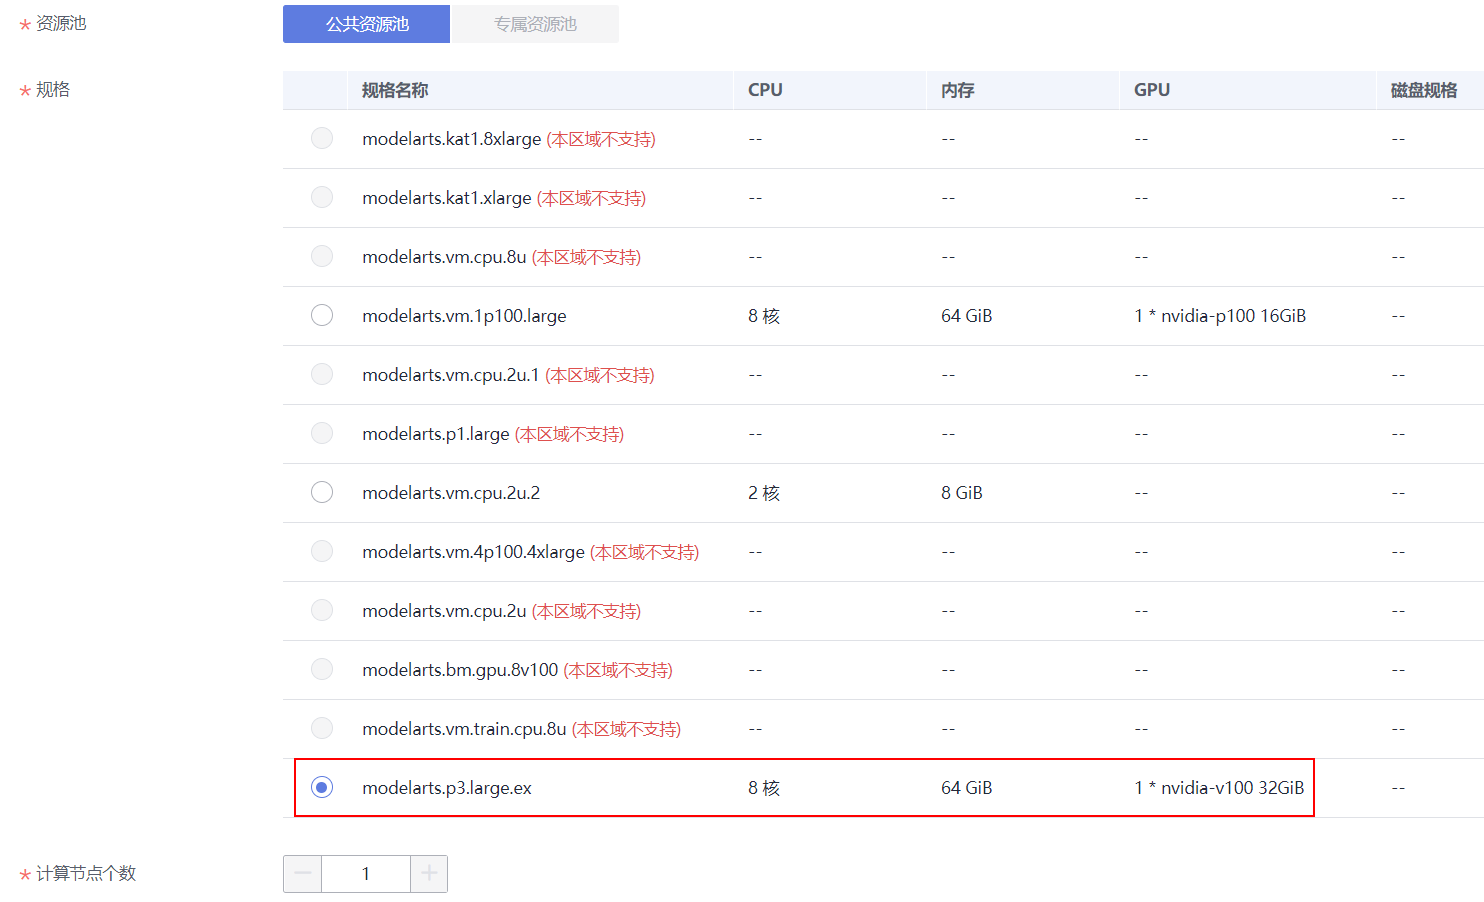 * 资源池 公共资源池 专属资源池
* 规格 规格名称 CPU 内存 GPU 磁盘规格
modelarts.kat1.8xlarge (本区域不支持) -- -- -- --
modelarts.kat1.xlarge (本区域不支持) -- -- -- --
modelarts.vm.cpu.8u (本区域不支持) -- -- -- --
modelarts.vm.1p100.large 8 核 64 GiB 1 * nvidia-p100 16GiB --
modelarts.vm.cpu.2u.1 (本区域不支持) -- -- -- --
modelarts.p1.large (本区域不支持) -- -- -- --
modelarts.vm.cpu.2u.2 2 核 8 GiB -- --
modelarts.vm.4p100.4xlarge (本区域不支持) -- -- -- --
modelarts.vm.cpu.2u (本区域不支持) -- -- -- --
modelarts.bm.gpu.8v100 (本区域不支持) -- -- -- --
modelarts.vm.train.cpu.8u (本区域不支持) -- -- -- --
modelarts.p3.large.ex 8 核 64 GiB 1 * nvidia-v100 32GiB --
* 计算节点个数 — 1 +